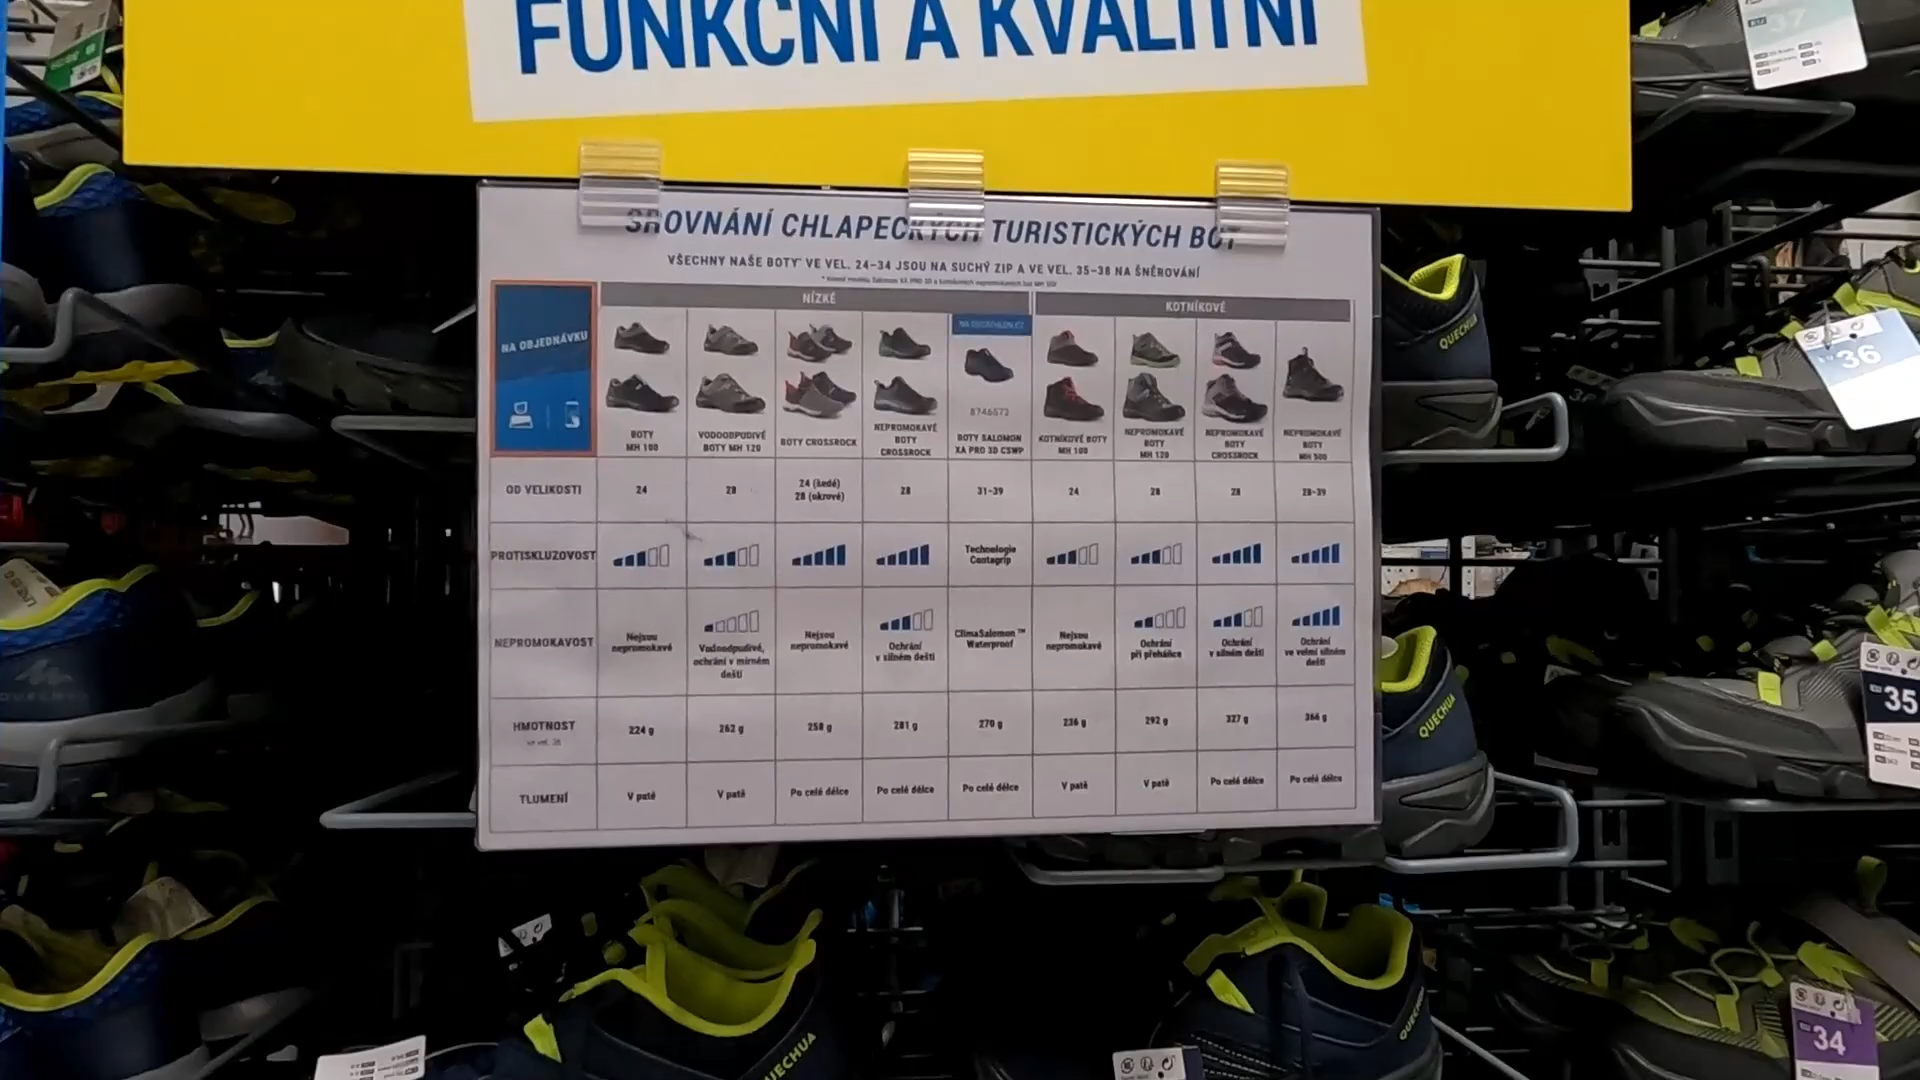 FUNKČNÍ A KVALITNÍ
SROVNÁNÍ CHLAPECKÝCH TURISTICKÝCH BOT
VŠECHNY NAŠE BOTY* VE VEL. 24–34 JSOU NA SUCHÝ ZIP A VE VEL. 35–38 NA ŠNĚROVÁNÍ
NÍZKÉ
KOTNÍKOVÉ
NA OBJEDNÁVKU
8746573
BOTY
MH 100
VODOODPUDIVÉ
BOTY MH 120
BOTY CROSSROCK
NEPROMOKAVÉ
BOTY
CROSSROCK
BOTY SALOMON
XA PRO 3D CSWP
KOTNÍKOVÉ BOTY
MH 100
NEPROMOKAVÉ
BOTY
MH 120
NEPROMOKAVÉ
BOTY
CROSSROCK
NEPROMOKAVÉ
BOTY
MH 500
OD VELIKOSTI
24
28
24 (šedé)
28 (okrové)
28
31–39
24
28
28
28–39
PROTISKLUZOVOST
Technologie
Contagrip
NEPROMOKAVOST
Nejsou
nepromokavé
Vodoodpudivé,
ochrání v mírném
dešti
Nejsou
nepromokavé
Ochrání
v silném dešti
ClimaSalomon™
Waterproof
Nejsou
nepromokavé
Ochrání
při přeháňce
Ochrání
v silném dešti
Ochrání
ve velmi silném
dešti
HMOTNOST
224 g
262 g
258 g
281 g
270 g
236 g
292 g
327 g
366 g
TLUMENÍ
V patě
V patě
Po celé délce
Po celé délce
Po celé délce
V patě
V patě
Po celé délce
Po celé délce
QUECHUA
QUECHUA
QUECHUA
QUECHUA
37
36
35
34